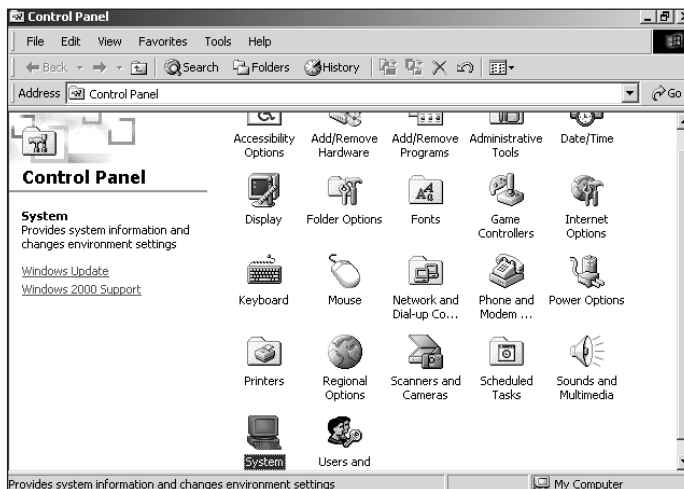 Control Panel
File Edit View Favorites Tools Help
Back Search Folders History
Address Control Panel Go
Control Panel
System
Provides system information and
changes environment settings
Windows Update
Windows 2000 Support
Accessibility
Options
Add/Remove
Hardware
Add/Remove
Programs
Administrative
Tools
Date/Time
Display
Folder Options
Fonts
Game
Controllers
Internet
Options
Keyboard
Mouse
Network and
Dial-up Co...
Phone and
Modem ...
Power Options
Printers
Regional
Options
Scanners and
Cameras
Scheduled
Tasks
Sounds and
Multimedia
System
Users and
Provides system information and changes environment settings
My Computer